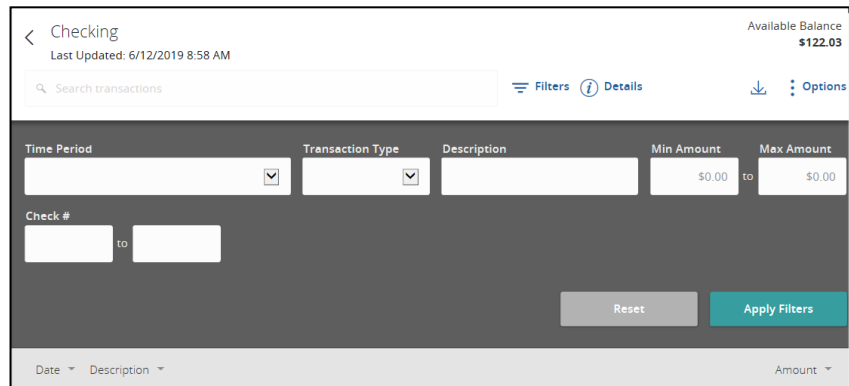 Checking
Available Balance
$122.03
Last Updated: 6/12/2019 8:58 AM
Search transactions
Filters
Details
Options
Time Period
Transaction Type
Description
Min Amount
Max Amount
$0.00 to $0.00
Check #
to
Reset
Apply Filters
Date
Description
Amount